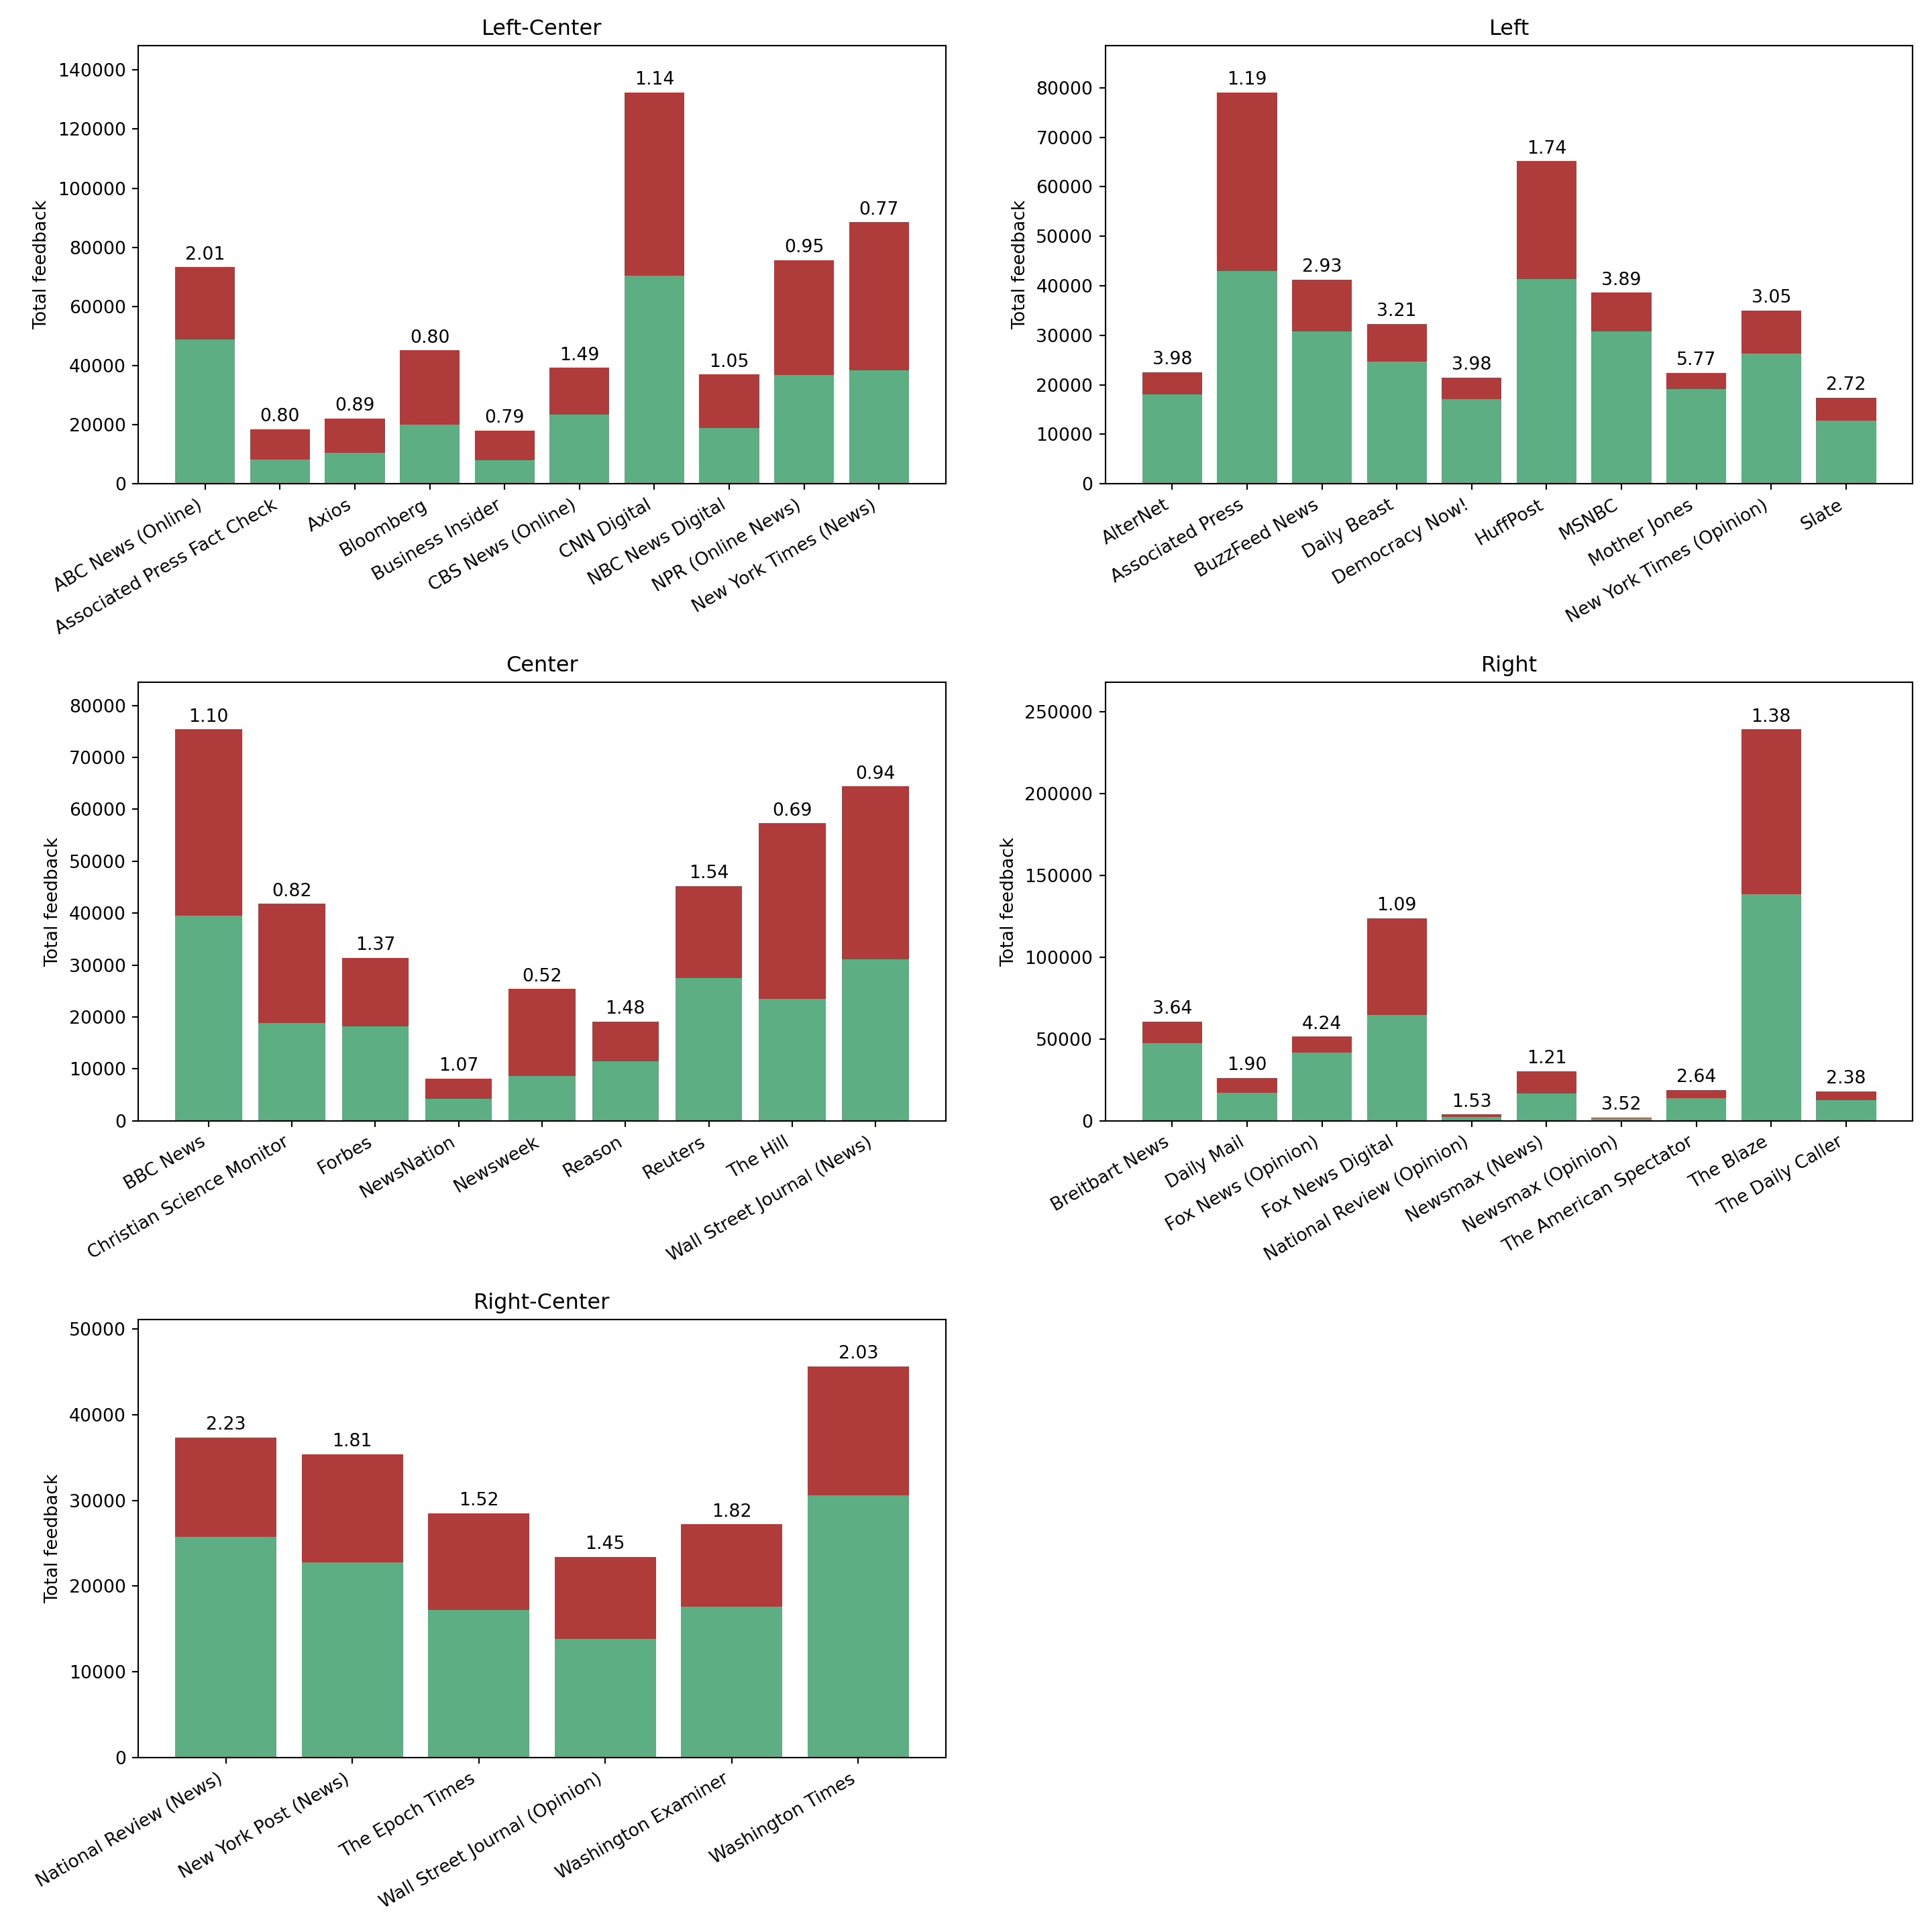 Left-Center
Total feedback
140000
120000
100000
80000
60000
40000
20000
0
2.01
0.80
0.89
0.80
0.79
1.49
1.14
1.05
0.95
0.77
ABC News (Online)
Associated Press Fact Check
Axios
Bloomberg
Business Insider
CBS News (Online)
CNN Digital
NBC News Digital
NPR (Online News)
New York Times (News)
Left
Total feedback
80000
70000
60000
50000
40000
30000
20000
10000
0
3.98
1.19
2.93
3.21
3.98
1.74
3.89
5.77
3.05
2.72
AlterNet
Associated Press
BuzzFeed News
Daily Beast
Democracy Now!
HuffPost
MSNBC
Mother Jones
New York Times (Opinion)
Slate
Center
Total feedback
80000
70000
60000
50000
40000
30000
20000
10000
0
1.10
0.82
1.37
1.07
0.52
1.48
1.54
0.69
0.94
BBC News
Christian Science Monitor
Forbes
NewsNation
Newsweek
Reason
Reuters
The Hill
Wall Street Journal (News)
Right
Total feedback
250000
200000
150000
100000
50000
0
3.64
1.90
4.24
1.09
1.53
1.21
3.52
2.64
1.38
2.38
Breitbart News
Daily Mail
Fox News (Opinion)
Fox News Digital
National Review (Opinion)
Newsmax (News)
Newsmax (Opinion)
The American Spectator
The Blaze
The Daily Caller
Right-Center
Total feedback
50000
40000
30000
20000
10000
0
2.23
1.81
1.52
1.45
1.82
2.03
National Review (News)
New York Post (News)
The Epoch Times
Wall Street Journal (Opinion)
Washington Examiner
Washington Times